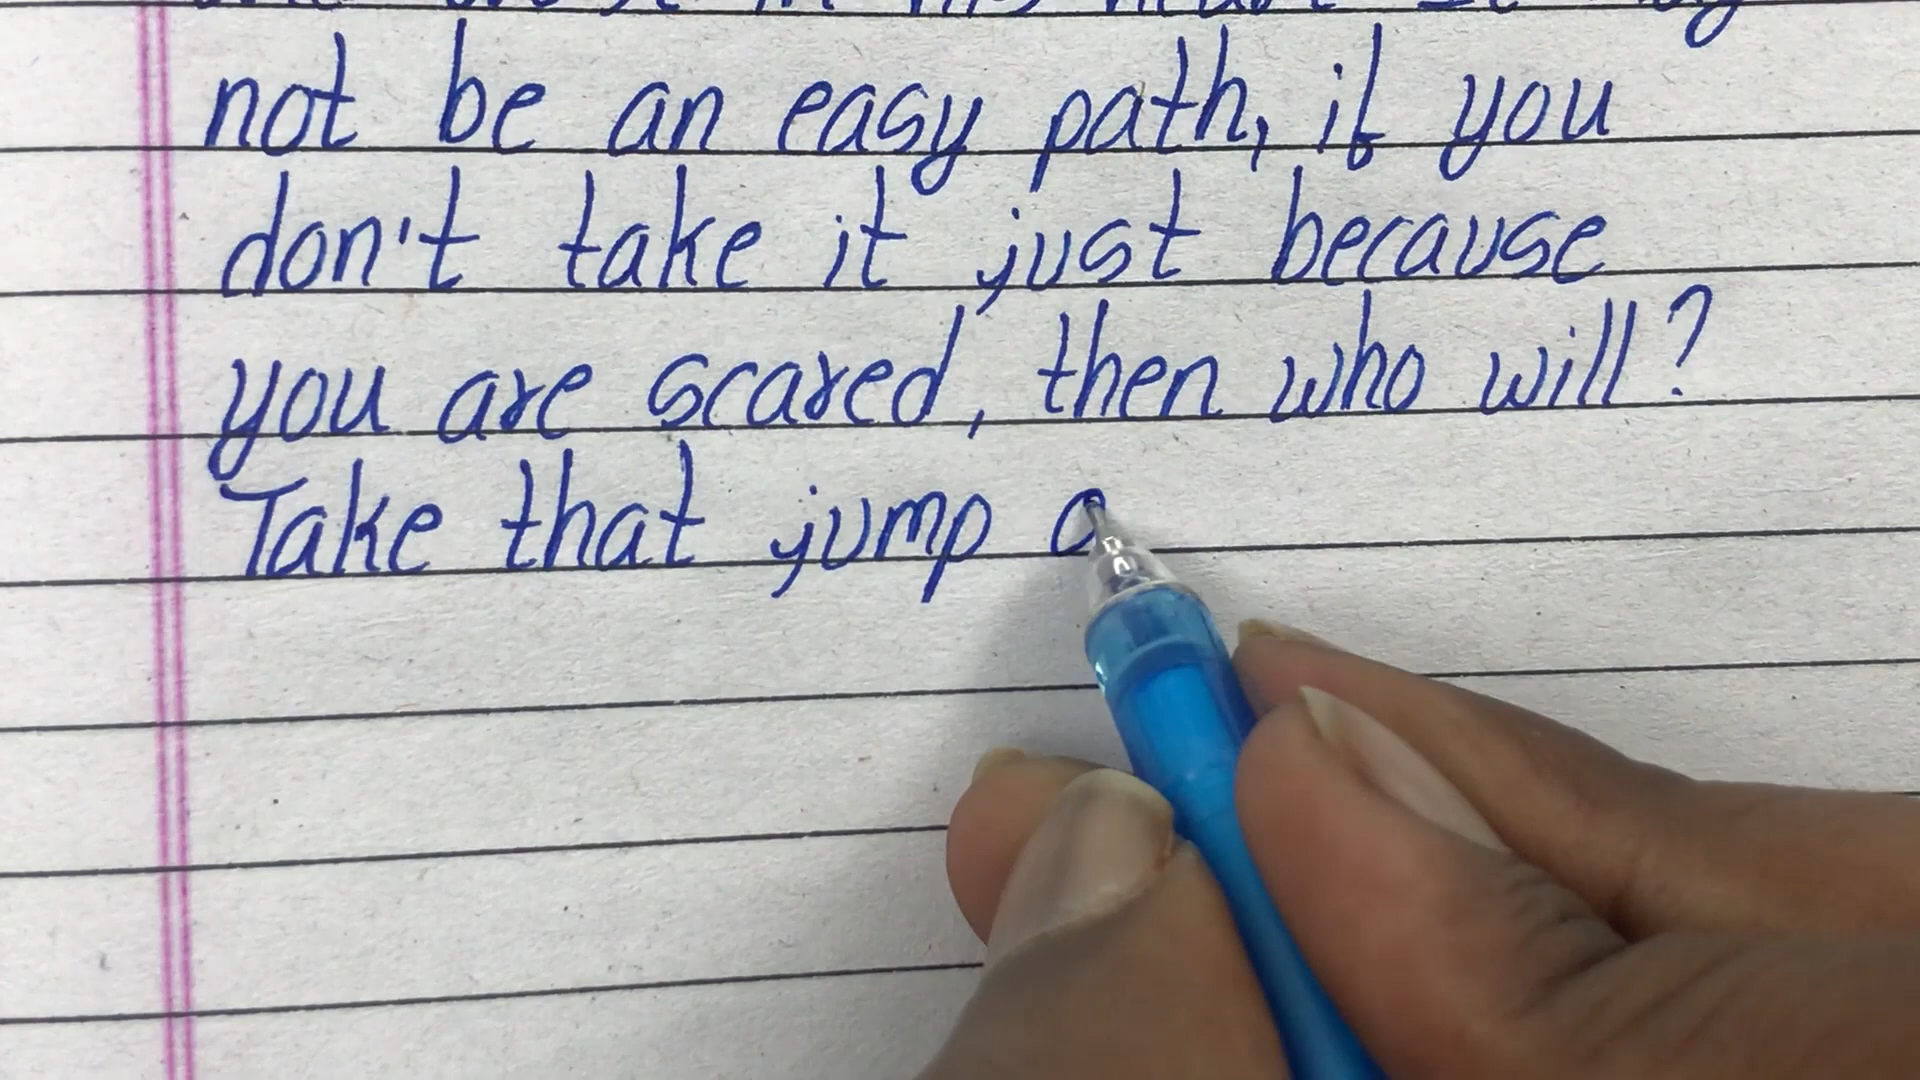 not be an easy path, if you
don't take it just because
you are scared, then who will?
Take that jump